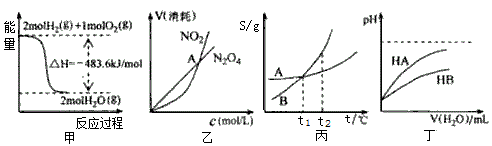 能量
2molH₂(g)+1molO₂(g)
△H=-483.6kJ/mol
2molH₂O(g)
反应过程
甲
V(消耗)
NO₂
A
N₂O₄
c(mol/L)
乙
S/g
A
B
t₁ t₂ t/℃
丙
pH
HA
HB
V(H₂O)/mL
丁